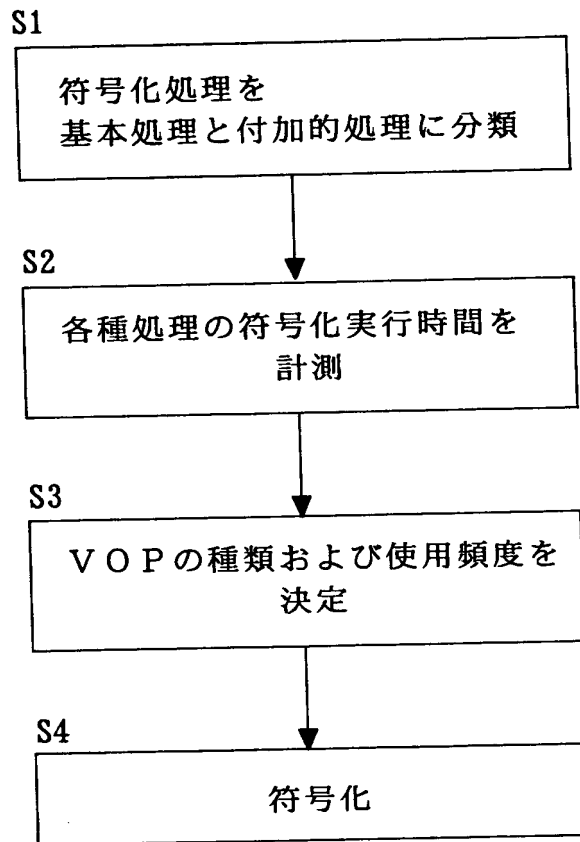 S1
符号化処理を
基本処理と付加的処理に分類
S2
各種処理の符号化実行時間を
計測
S3
VOPの種類および使用頻度を
決定
S4
符号化